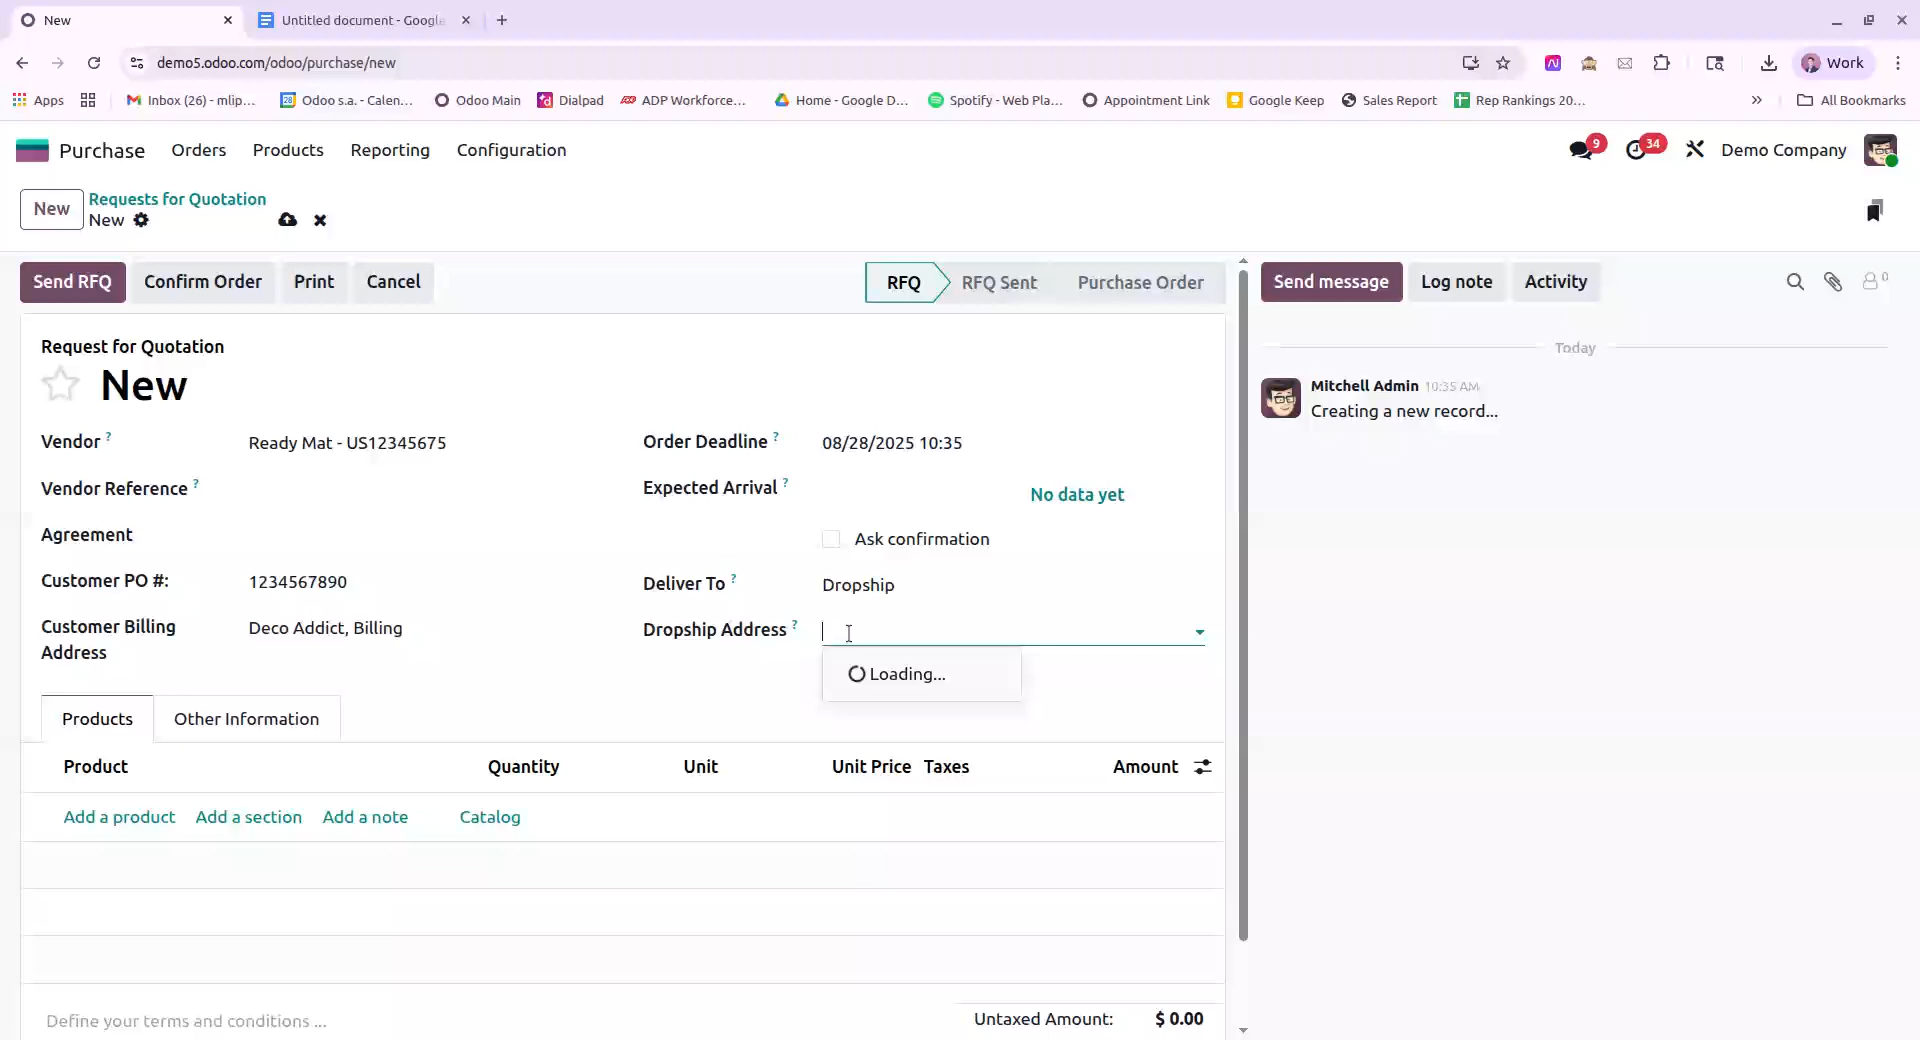 New
Untitled document - Google
demo5.odoo.com/odoo/purchase/new
Work
Apps
Inbox (26) - mlip...
Odoo s.a. - Calen...
Odoo Main
Dialpad
ADP Workforce...
Home - Google D...
Spotify - Web Pla...
Appointment Link
Google Keep
Sales Report
Rep Rankings 20...
All Bookmarks
Purchase
Orders
Products
Reporting
Configuration
9
34
Demo Company
New
Requests for Quotation
New
Send RFQ
Confirm Order
Print
Cancel
RFQ
RFQ Sent
Purchase Order
Send message
Log note
Activity
0
Request for Quotation
New
Vendor ?
Ready Mat - US12345675
Order Deadline ?
08/28/2025 10:35
Vendor Reference ?
Expected Arrival ?
No data yet
Agreement
Ask confirmation
Customer PO #:
1234567890
Deliver To ?
Dropship
Customer Billing
Address
Deco Addict, Billing
Dropship Address ?
Loading...
Products
Other Information
Product
Quantity
Unit
Unit Price
Taxes
Amount
Add a product
Add a section
Add a note
Catalog
Define your terms and conditions ...
Untaxed Amount:
$ 0.00
Today
Mitchell Admin 10:35 AM
Creating a new record...